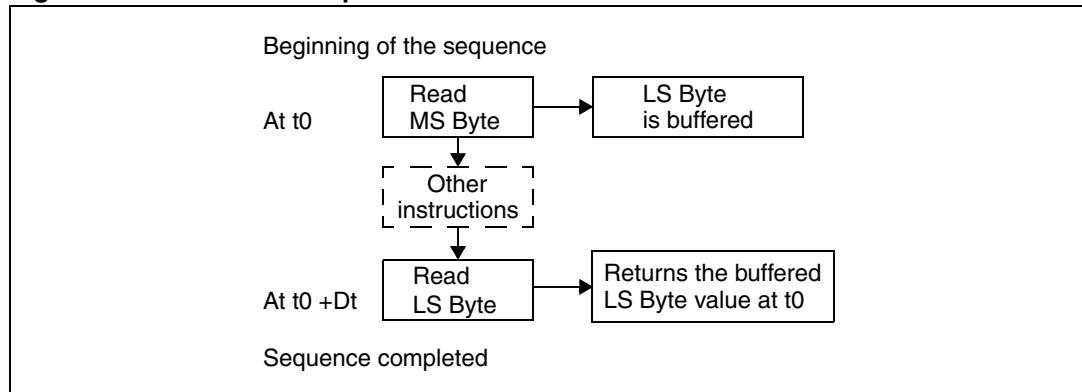 Beginning of the sequence
At t0
Read
MS Byte
LS Byte
is buffered
Other
instructions
At t0 +Dt
Read
LS Byte
Returns the buffered
LS Byte value at t0
Sequence completed